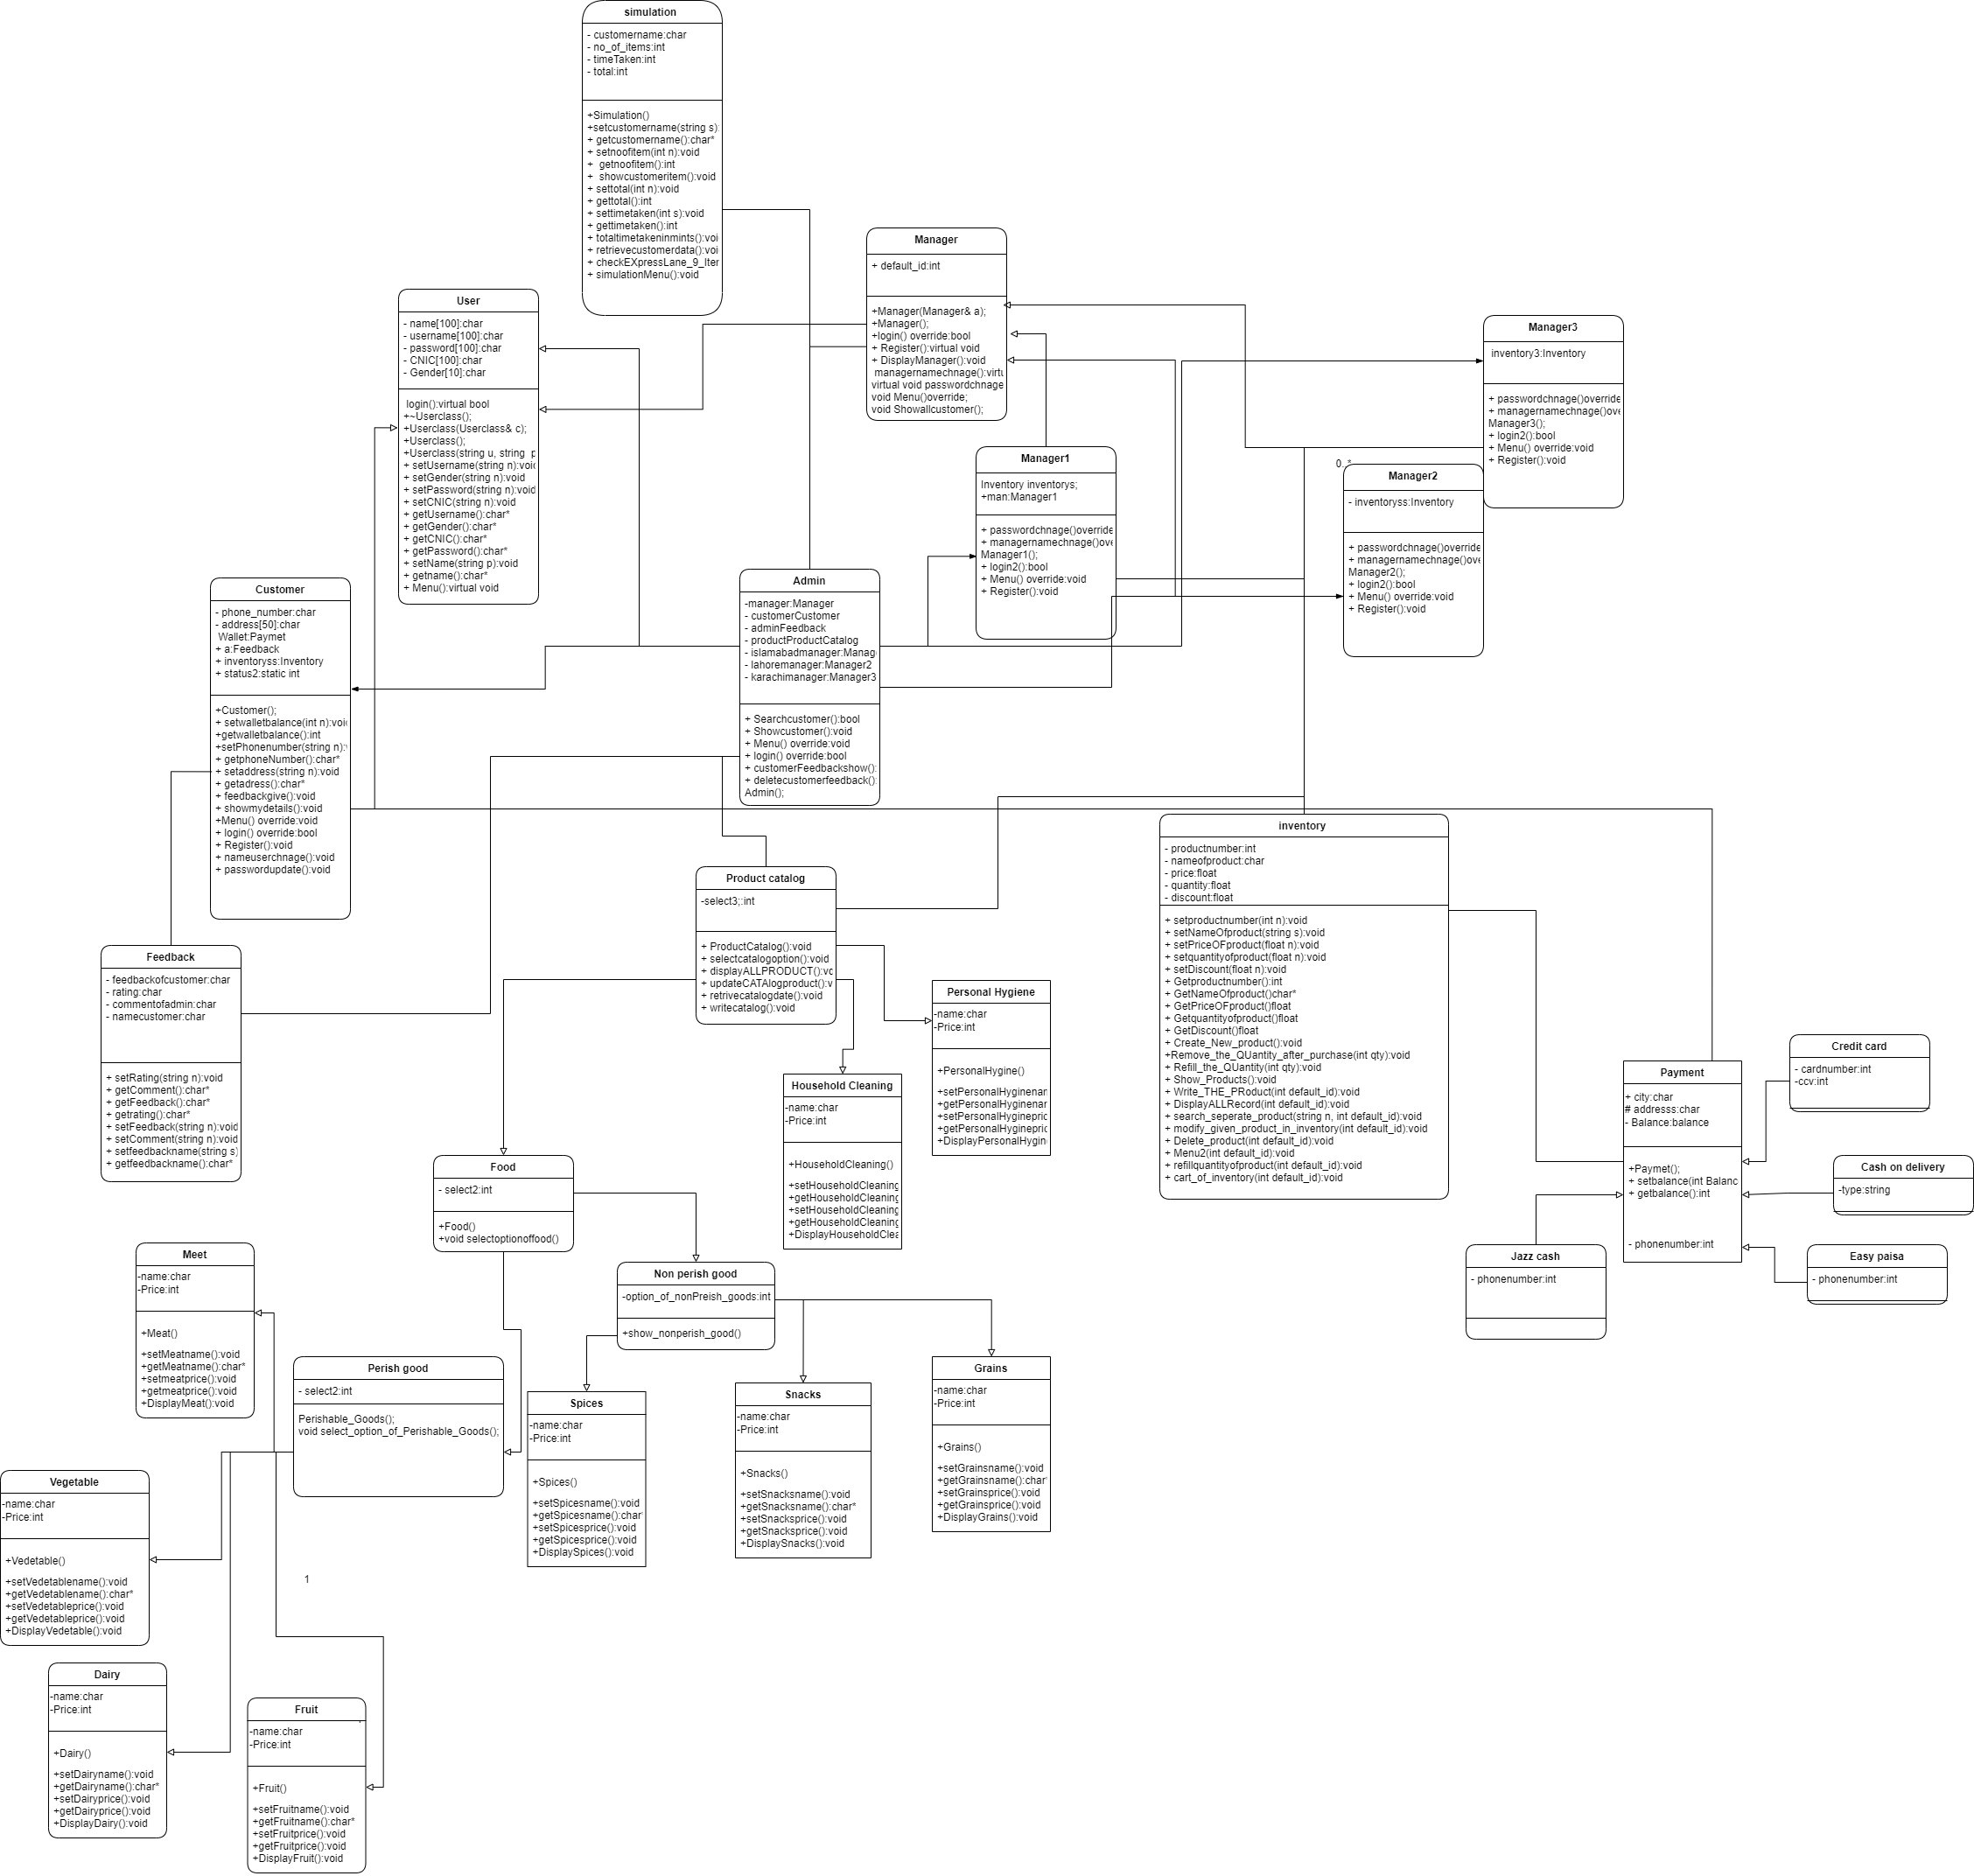 simulation
- customername:char
- no_of_items:int
- timeTaken:int
- total:int
+Simulation()
+setcustomername(string s):
+ getcustomername():char*
+ setnoofitem(int n):void
+  getnoofitem():int
+  showcustomeritem():void
+ settotal(int n):void
+ gettotal():int
+ settimetaken(int s):void
+ gettimetaken():int
+ totaltimetakeninmints():voi
+ retrievecustomerdata():voi
+ checkEXpressLane_9_Iter
+ simulationMenu():void
Manager
+ default_id:int
+Manager(Manager& a);
+Manager();
+login() override:bool
+ Register():virtual void
+ DisplayManager():void
managernamechnage():virtu
virtual void passwordchnage
void Menu()override;
void Showallcustomer();
User
- name[100]:char
- username[100]:char
- password[100]:char
- CNIC[100]:char
- Gender[10]:char
login():virtual bool
+~Userclass();
+Userclass(Userclass& c);
+Userclass();
+Userclass(string u, string  p
+ setUsername(string n):void
+ setGender(string n):void
+ setPassword(string n):void
+ setCNIC(string n):void
+ getUsername():char*
+ getGender():char*
+ getCNIC():char*
+ getPassword():char*
+ setName(string p):void
+ getname():char*
+ Menu():virtual void
Manager3
inventory3:Inventory
+ passwordchnage()override
+ managernamechnage()ove
Manager3();
+ login2():bool
+ Menu() override:void
+ Register():void
Manager1
Inventory inventorys;
+man:Manager1
+ passwordchnage()override
+ managernamechnage()ove
Manager1();
+ login2():bool
+ Menu() override:void
+ Register():void
0..*
Manager2
- inventoryss:Inventory
+ passwordchnage()override
+ managernamechnage()ove
Manager2();
+ login2():bool
+ Menu() override:void
+ Register():void
Customer
- phone_number:char
- address[50]:char
Wallet:Paymet
+ a:Feedback
+ inventoryss:Inventory
+ status2:static int
+Customer();
+ setwalletbalance(int n):void
+getwalletbalance():int
+setPhonenumber(string n):
+ getphoneNumber():char*
+ setaddress(string n):void
+ getadress():char*
+ feedbackgive():void
+ showmydetails():void
+Menu() override:void
+ login() override:bool
+ Register():void
+ nameuserchnage():void
+ passwordupdate():void
Admin
-manager:Manager
- customerCustomer
- adminFeedback
- productProductCatalog
- islamabadmanager:Manag
- lahoremanager:Manager2
- karachimanager:Manager3
+ Searchcustomer():bool
+ Showcustomer():void
+ Menu() override:void
+ login() override:bool
+ customerFeedbackshow():
+ deletecustomerfeedback():
Admin();
inventory
- productnumber:int
- nameofproduct:char
- price:float
- quantity:float
- discount:float
+ setproductnumber(int n):void
+ setNameOfproduct(string s):void
+ setPriceOFproduct(float n):void
+ setquantityofproduct(float n):void
+ setDiscount(float n):void
+ Getproductnumber():int
+ GetNameOfproduct()char*
+ GetPriceOFproduct()float
+ Getquantityofproduct()float
+ GetDiscount()float
+ Create_New_product():void
+Remove_the_QUantity_after_purchase(int qty):void
+ Refill_the_QUantity(int qty):void
+ Show_Products():void
+ Write_THE_PRoduct(int default_id):void
+ DisplayALLRecord(int default_id):void
+ search_seperate_product(string n, int default_id):void
+ modify_given_product_in_inventory(int default_id):void
+ Delete_product(int default_id):void
+ Menu2(int default_id):void
+ refillquantityofproduct(int default_id):void
+ cart_of_inventory(int default_id):void
Product catalog
-select3;:int
+ ProductCatalog():void
+ selectcatalogoption():void
+ displayALLPRODUCT():vo
+ updateCATAlogproduct():v
+ retrivecatalogdate():void
+ writecatalog():void
Feedback
- feedbackofcustomer:char
- rating:char
- commentofadmin:char
- namecustomer:char
+ setRating(string n):void
+ getComment():char*
+ getFeedback():char*
+ getrating():char*
+ setFeedback(string n):void
+ setComment(string n):void
+ setfeedbackname(string s)
+ getfeedbackname():char*
Personal Hygiene
-name:char
-Price:int
+PersonalHygine()
+setPersonalHyginenar
+getPersonalHyginenar
+setPersonalHyginepric
+getPersonalHyginepric
+DisplayPersonalHygin
Household Cleaning
-name:char
-Price:int
+HouseholdCleaning()
+setHouseholdCleaning
+getHouseholdCleaning
+setHouseholdCleaning
+getHouseholdCleaning
+DisplayHouseholdClea
Credit card
- cardnumber:int
-ccv:int
Payment
+ city:char
# addresss:char
- Balance:balance
+Paymet();
+ setbalance(int Balanc
+ getbalance():int
- phonenumber:int
Cash on delivery
-type:string
Jazz cash
- phonenumber:int
Easy paisa
- phonenumber:int
Food
- select2:int
+Food()
+void selectoptionoffood()
Non perish good
-option_of_nonPreish_goods:int
+show_nonperish_good()
Meet
-name:char
-Price:int
+Meat()
+setMeatname():void
+getMeatname():char*
+setmeatprice():void
+getmeatprice():void
+DisplayMeat():void
Perish good
- select2:int
Perishable_Goods();
void select_option_of_Perishable_Goods();
Spices
-name:char
-Price:int
+Spices()
+setSpicesname():void
+getSpicesname():char
+setSpicesprice():void
+getSpicesprice():void
+DisplaySpices():void
Snacks
-name:char
-Price:int
+Snacks()
+setSnacksname():void
+getSnacksname():char*
+setSnacksprice():void
+getSnacksprice():void
+DisplaySnacks():void
Grains
-name:char
-Price:int
+Grains()
+setGrainsname():void
+getGrainsname():char
+setGrainsprice():void
+getGrainsprice():void
+DisplayGrains():void
Vegetable
-name:char
-Price:int
+Vedetable()
+setVedetablename():void
+getVedetablename():char*
+setVedetableprice():void
+getVedetableprice():void
+DisplayVedetable():void
1
Dairy
-name:char
-Price:int
+Dairy()
+setDairyname():void
+getDairyname():char*
+setDairyprice():void
+getDairyprice():void
+DisplayDairy():void
Fruit
-name:char
-Price:int
+Fruit()
+setFruitname():void
+getFruitname():char*
+setFruitprice():void
+getFruitprice():void
+DisplayFruit():void